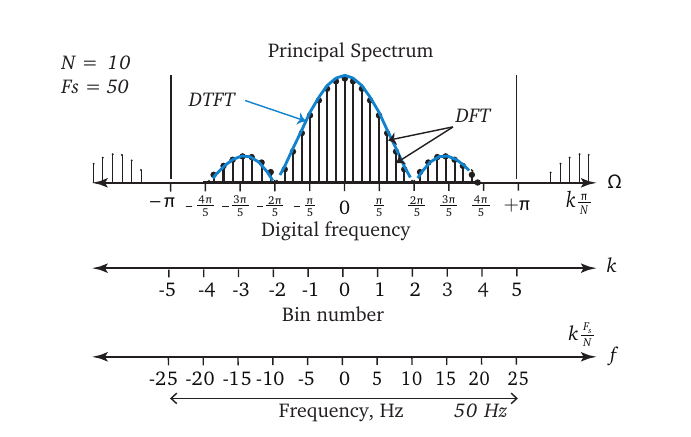 Principal Spectrum
N = 10
Fs = 50
DTFT
DFT
Ω
−π -4π/5 -3π/5 -2π/5 -π/5 0 π/5 2π/5 3π/5 4π/5 +π k π/N
Digital frequency
k
-5 -4 -3 -2 -1 0 1 2 3 4 5
Bin number
k Fs/N
f
-25 -20 -15 -10 -5 0 5 10 15 20 25
Frequency, Hz 50 Hz